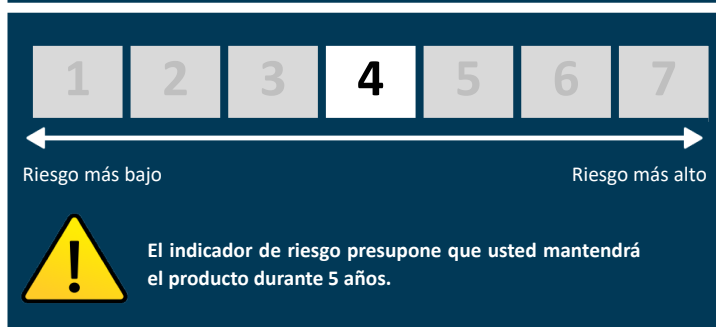 1 2 3 4 5 6 7
Riesgo más bajo Riesgo más alto
El indicador de riesgo presupone que usted mantendrá
el producto durante 5 años.